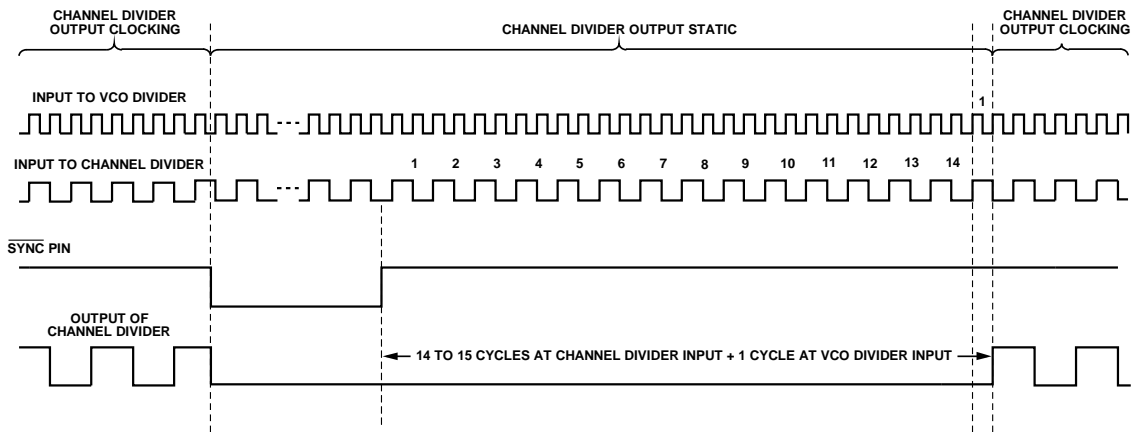 CHANNEL DIVIDER
OUTPUT CLOCKING
CHANNEL DIVIDER OUTPUT STATIC
CHANNEL DIVIDER
OUTPUT CLOCKING
INPUT TO VCO DIVIDER
1
INPUT TO CHANNEL DIVIDER
1 2 3 4 5 6 7 8 9 10 11 12 13 14
SYNC PIN
OUTPUT OF
CHANNEL DIVIDER
14 TO 15 CYCLES AT CHANNEL DIVIDER INPUT + 1 CYCLE AT VCO DIVIDER INPUT